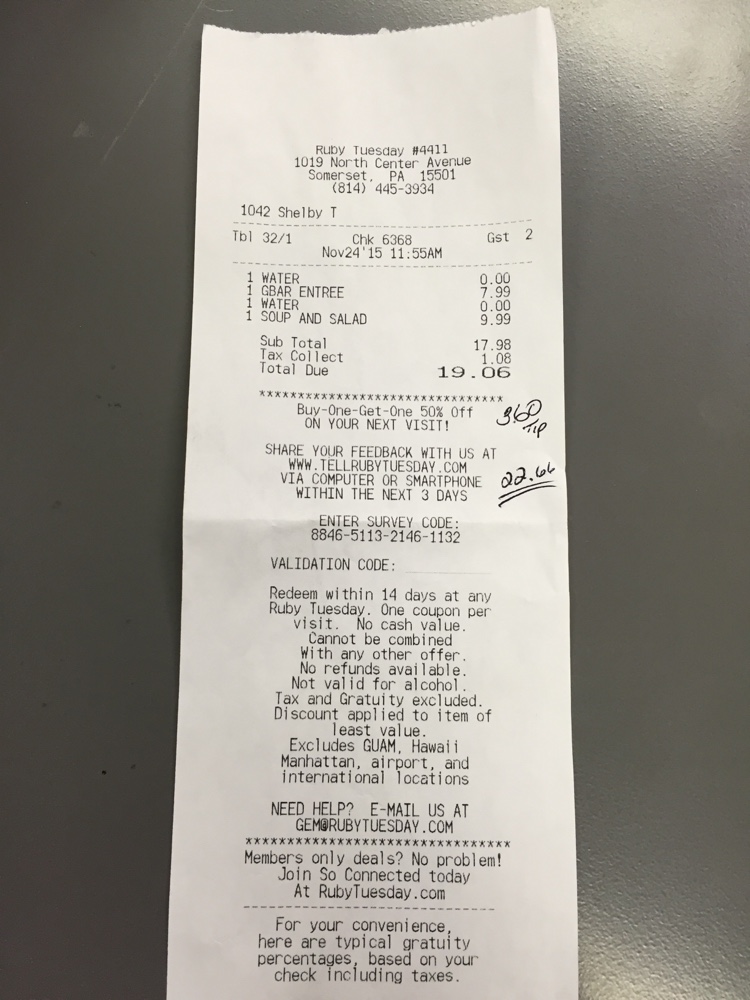 Ruby Tuesday #4411
1019 North Center Avenue
Somerset, PA 15501
(814) 445-3934
1042 Shelby T
Tbl 32/1 Chk 6368 Gst 2
Nov24'15 11:55AM
1 WATER 0.00
1 GBAR ENTREE 7.99
1 WATER 0.00
1 SOUP AND SALAD 9.99
Sub Total 17.98
Tax Collect 1.08
Total Due 19.06
*********************************
Buy-One-Get-One 50% Off
ON YOUR NEXT VISIT!
3.60
Tip
SHARE YOUR FEEDBACK WITH US AT
WWW.TELLRUBYTUESDAY.COM
VIA COMPUTER OR SMARTPHONE
WITHIN THE NEXT 3 DAYS
22.66
ENTER SURVEY CODE:
8846-5113-2146-1132
VALIDATION CODE:
Redeem within 14 days at any
Ruby Tuesday. One coupon per
visit. No cash value.
Cannot be combined
With any other offer.
No refunds available.
Not valid for alcohol.
Tax and Gratuity excluded.
Discount applied to item of
least value.
Excludes GUAM, Hawaii
Manhattan, airport, and
international locations
NEED HELP? E-MAIL US AT
GEM@RUBYTUESDAY.COM
***********************************
Members only deals? No problem!
Join So Connected today
At RubyTuesday.com
For your convenience,
here are typical gratuity
percentages, based on your
check including taxes.